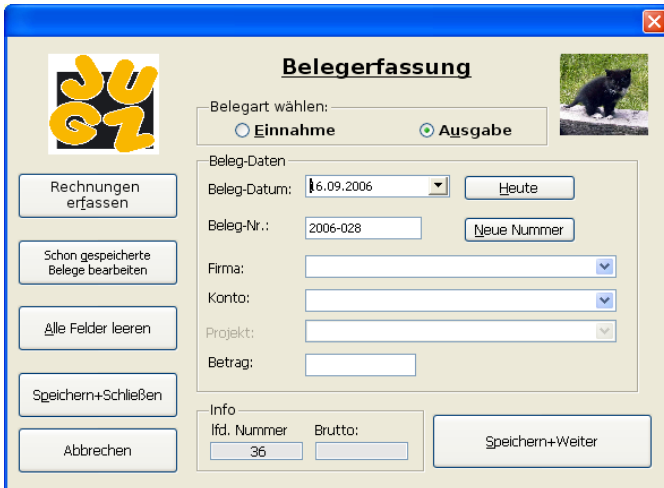 JUGZ
Belegerfassung
Belegart wählen:
Einnahme
Ausgabe
Rechnungen
erfassen
Schon gespeicherte
Belege bearbeiten
Alle Felder leeren
Speichern+Schließen
Abbrechen
Beleg-Daten
Beleg-Datum:
16.09.2006
Heute
Beleg-Nr.:
2006-028
Neue Nummer
Firma:
Konto:
Projekt:
Betrag:
Info
lfd. Nummer
Brutto:
36
Speichern+Weiter